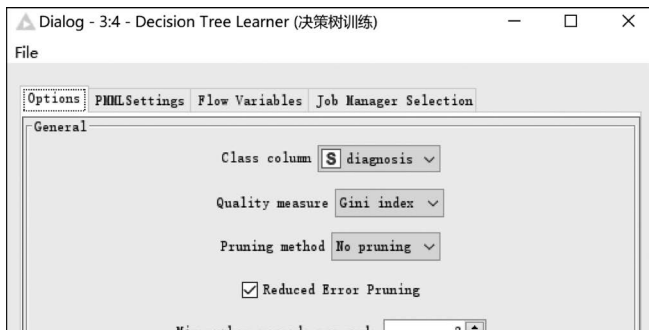 Dialog - 3:4 - Decision Tree Learner (决策树训练)
File
Options PMMLSettings Flow Variables Job Manager Selection
General
Class column S diagnosis
Quality measure Gini index
Pruning method No pruning
Reduced Error Pruning